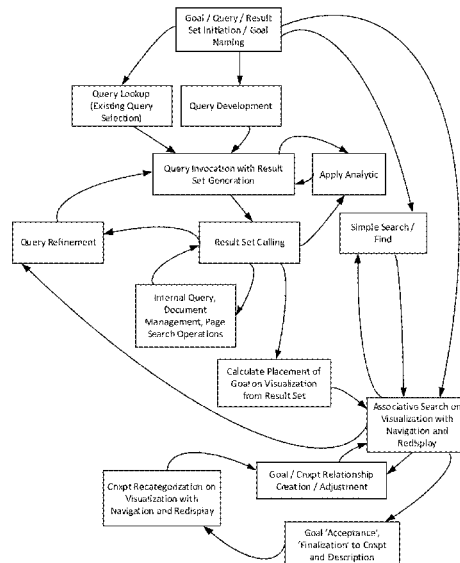 Goal / Query / Result
Set Initiation / Goal
Naming
Query Lookup
(Existing Query
Selection)
Query Development
Query Invocation with Result
Set Generation
Apply Analytic
Simple Search /
Find
Query Refinement
Result Set Culling
Internal Query,
Document
Management, Page
Search Operations
Calculate Placement of
Goal on Visualization
from Result Set
Associative Search on
Visualization with
Navigation and
Redisplay
Goal / Cnxpt Relationship
Creation / Adjustment
Cnxpt Recategorization on
Visualization with
Navigation and Redisplay
Goal 'Acceptance',
'Finalization' to Cnxpt
and Description